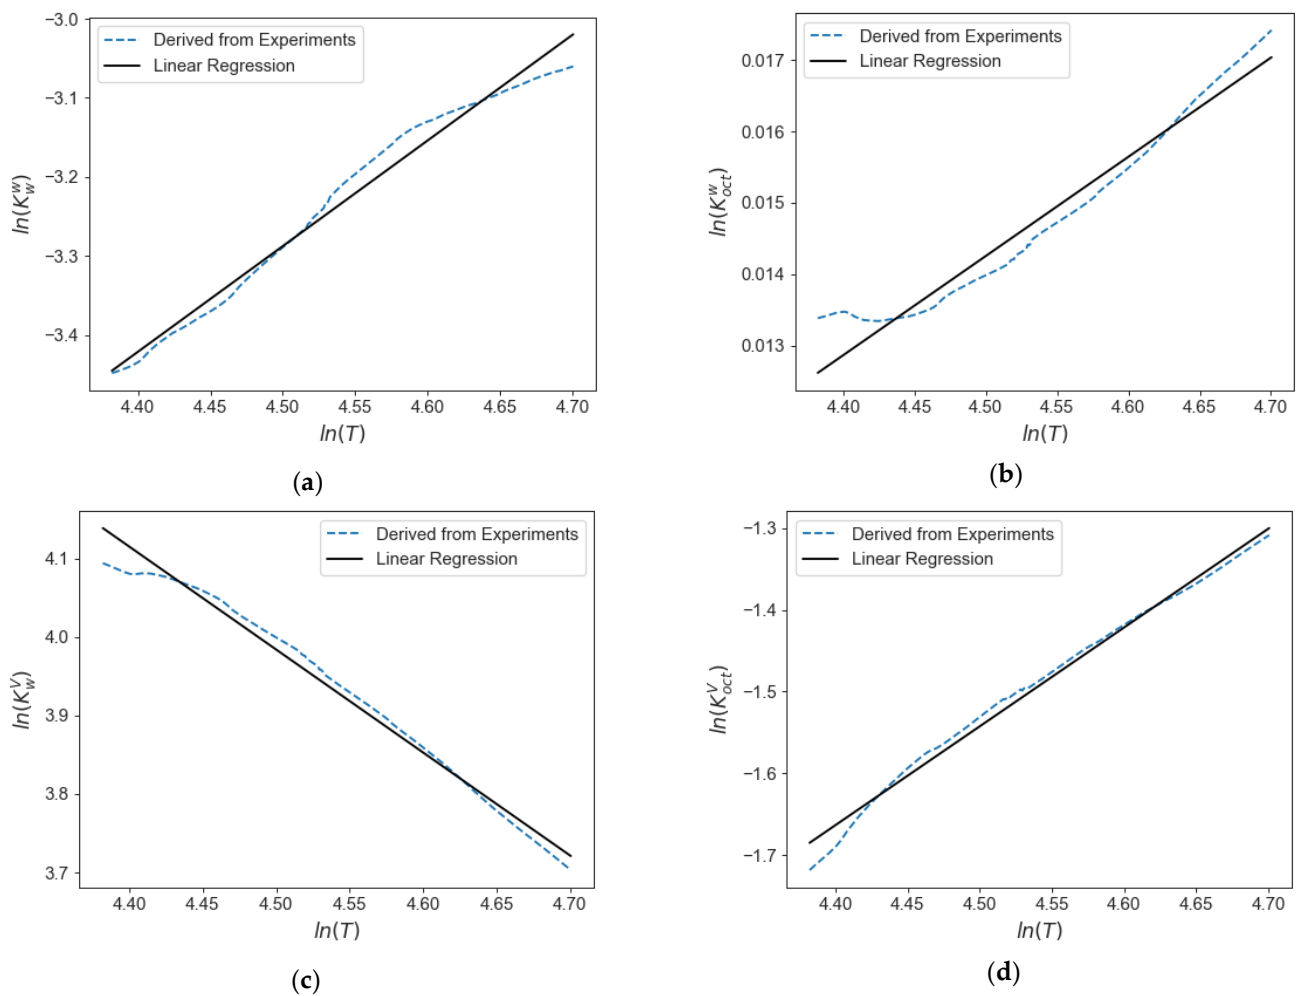 Derived from Experiments
Linear Regression
−3.0
−3.1
−3.2
−3.3
−3.4
ln(K_w^w)
4.40 4.45 4.50 4.55 4.60 4.65 4.70
ln(T)
(a)
Derived from Experiments
Linear Regression
0.017
0.016
0.015
0.014
0.013
ln(K_oct^w)
4.40 4.45 4.50 4.55 4.60 4.65 4.70
ln(T)
(b)
Derived from Experiments
Linear Regression
4.1
4.0
3.9
3.8
3.7
ln(K_w^V)
4.40 4.45 4.50 4.55 4.60 4.65 4.70
ln(T)
(c)
Derived from Experiments
Linear Regression
−1.3
−1.4
−1.5
−1.6
−1.7
ln(K_oct^V)
4.40 4.45 4.50 4.55 4.60 4.65 4.70
ln(T)
(d)